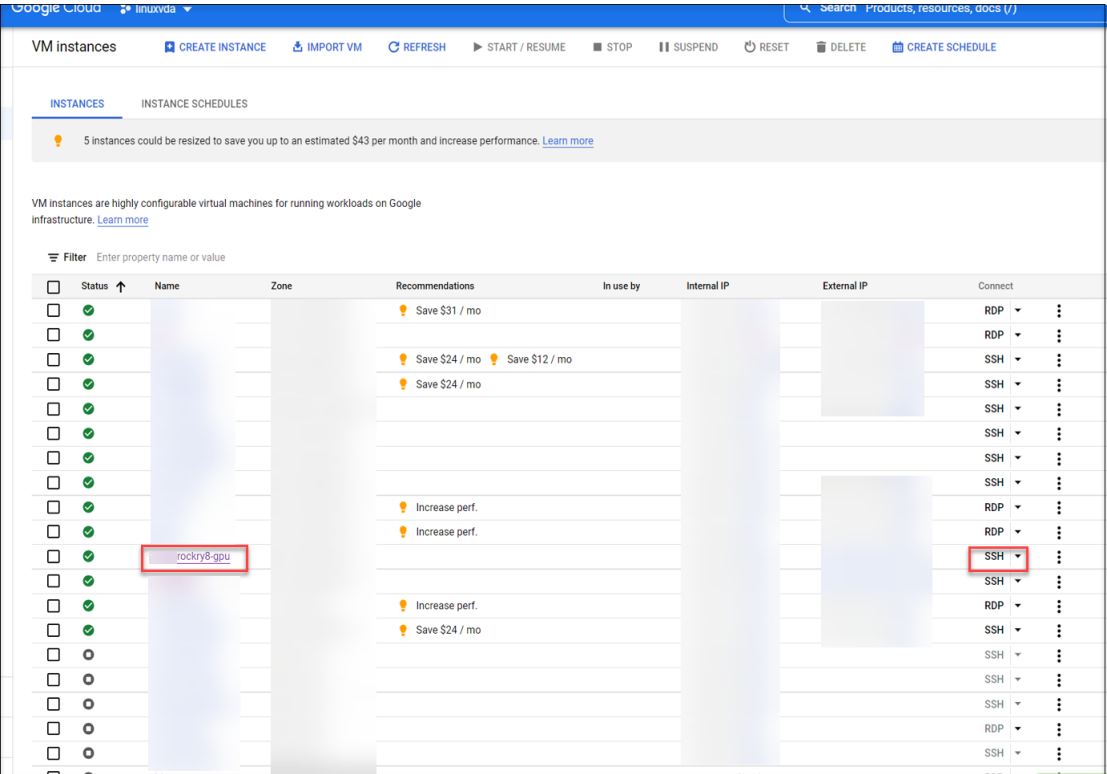 Google Cloud linuxvda Search Products, resources, docs (/)
VM instances CREATE INSTANCE IMPORT VM REFRESH START / RESUME STOP SUSPEND RESET DELETE CREATE SCHEDULE
INSTANCES INSTANCE SCHEDULES
5 instances could be resized to save you up to an estimated $43 per month and increase performance. Learn more
VM instances are highly configurable virtual machines for running workloads on Google
infrastructure. Learn more
Filter Enter property name or value
Status Name Zone Recommendations In use by Internal IP External IP Connect
Save $31 / mo RDP
RDP
Save $24 / mo Save $12 / mo SSH
Save $24 / mo SSH
SSH
SSH
SSH
SSH
Increase perf. RDP
Increase perf. RDP
rockry8-gpu SSH
SSH
Increase perf. RDP
Save $24 / mo SSH
SSH
SSH
SSH
RDP
SSH